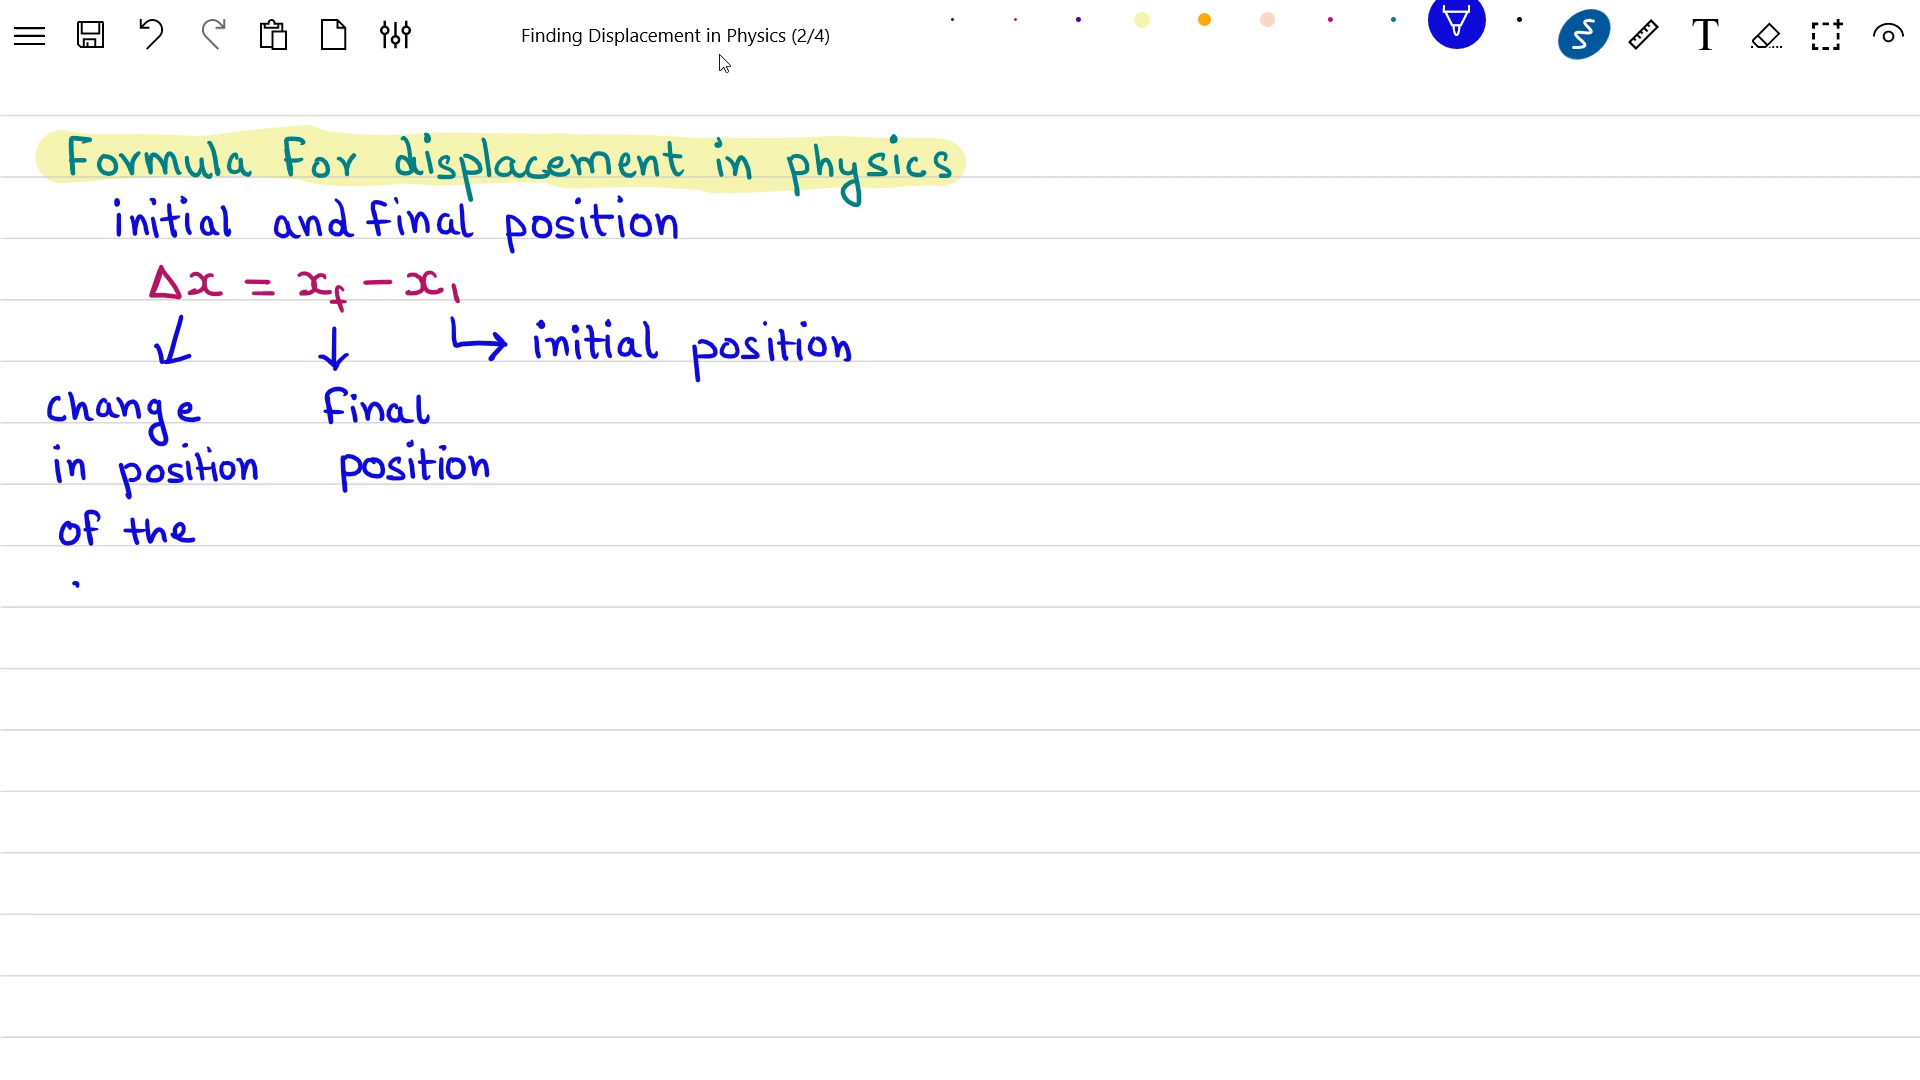 Finding Displacement in Physics (2/4)
T
Formula For displacement in physics
initial and final position
Δx = x_f − x_1
initial position
change
in position
of the
final
position